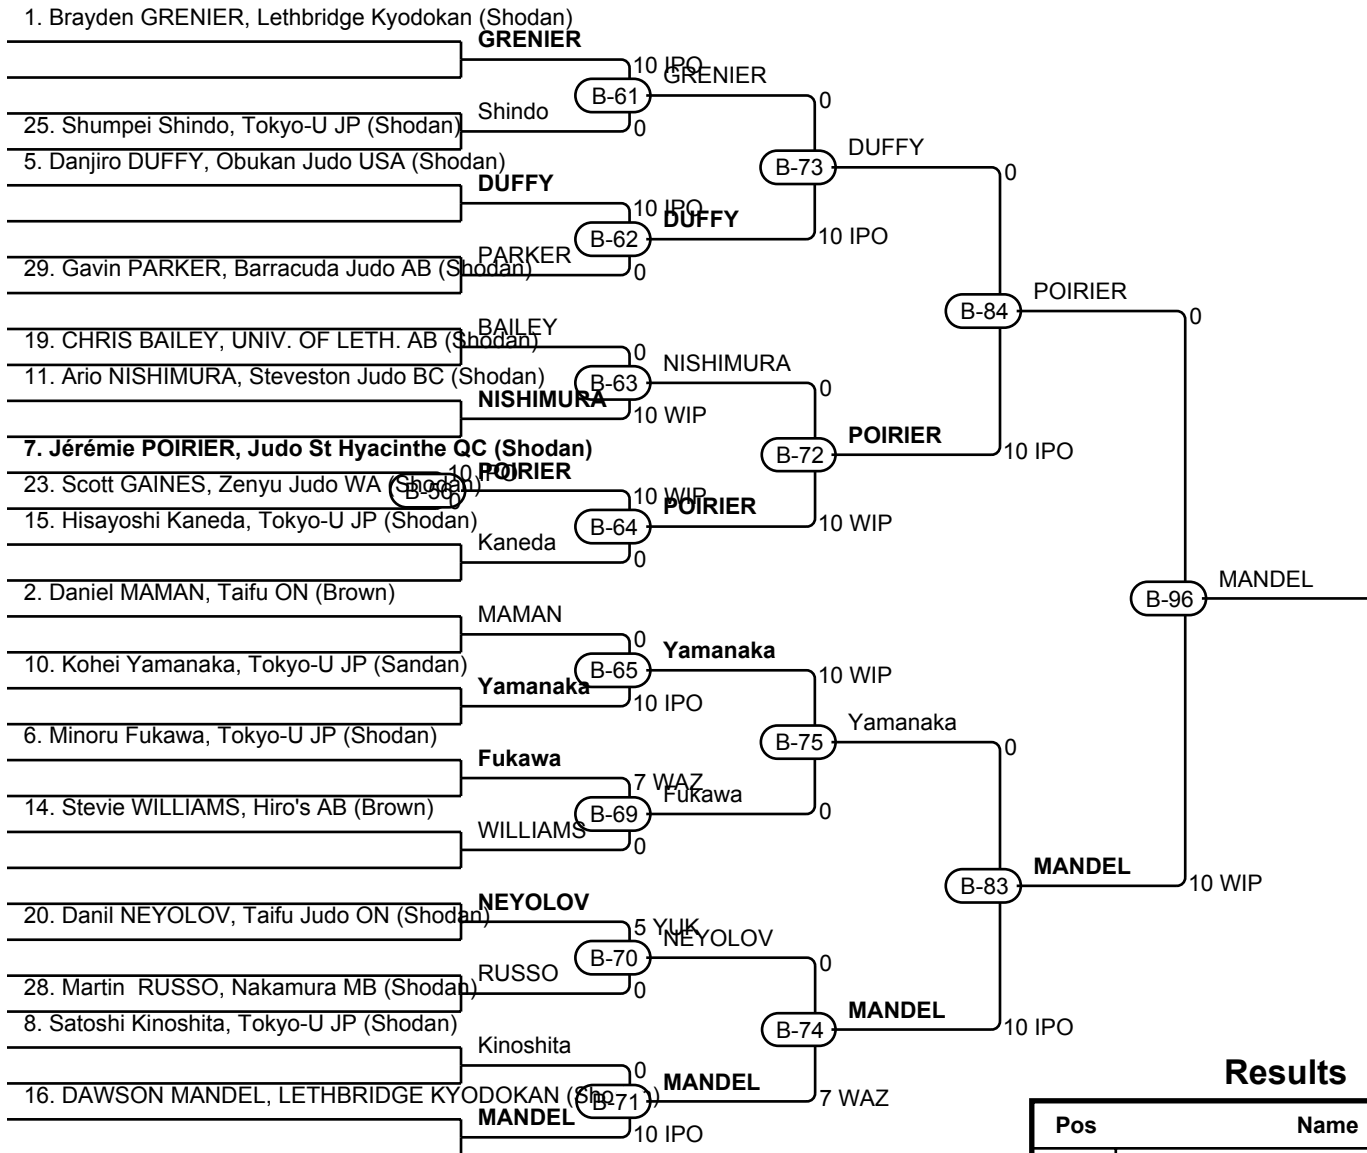 1. Brayden GRENIER, Lethbridge Kyodokan (Shodan)
GRENIER
10 IPO
GRENIER
B-61
0
Shindo
0
25. Shumpei Shindo, Tokyo-U JP (Shodan)
5. Danjiro DUFFY, Obukan Judo USA (Shodan)
DUFFY
B-73
DUFFY
0
10 IPO
DUFFY
B-62
10 IPO
PARKER
0
29. Gavin PARKER, Barracuda Judo AB (Shodan)
B-84
POIRIER
0
BAILEY
19. CHRIS BAILEY, UNIV. OF LETH. AB (Shodan)
0
NISHIMURA
11. Ario NISHIMURA, Steveston Judo BC (Shodan)
B-63
0
NISHIMURA
10 WIP
POIRIER
7. Jérémie POIRIER, Judo St Hyacinthe QC (Shodan)
B-72
10 IPO
10 IPO
POIRIER
23. Scott GAINES, Zenyu Judo WA (Shodan)
B-56
0
10 WIP
POIRIER
15. Hisayoshi Kaneda, Tokyo-U JP (Shodan)
B-64
10 WIP
Kaneda
0
2. Daniel MAMAN, Taifu ON (Brown)
B-96
MANDEL
MAMAN
0
Yamanaka
10. Kohei Yamanaka, Tokyo-U JP (Sandan)
B-65
10 WIP
Yamanaka
10 IPO
6. Minoru Fukawa, Tokyo-U JP (Shodan)
B-75
Yamanaka
0
Fukawa
7 WAZ
Fukawa
14. Stevie WILLIAMS, Hiro's AB (Brown)
B-69
0
WILLIAMS
0
B-83
MANDEL
10 WIP
NEYOLOV
20. Danil NEYOLOV, Taifu Judo ON (Shodan)
5 YUK
NEYOLOV
B-70
0
RUSSO
28. Martin RUSSO, Nakamura MB (Shodan)
0
MANDEL
8. Satoshi Kinoshita, Tokyo-U JP (Shodan)
B-74
10 IPO
Kinoshita
0
MANDEL
16. DAWSON MANDEL, LETHBRIDGE KYODOKAN (Sho
B-71
7 WAZ
MANDEL
10 IPO
Results
Pos Name